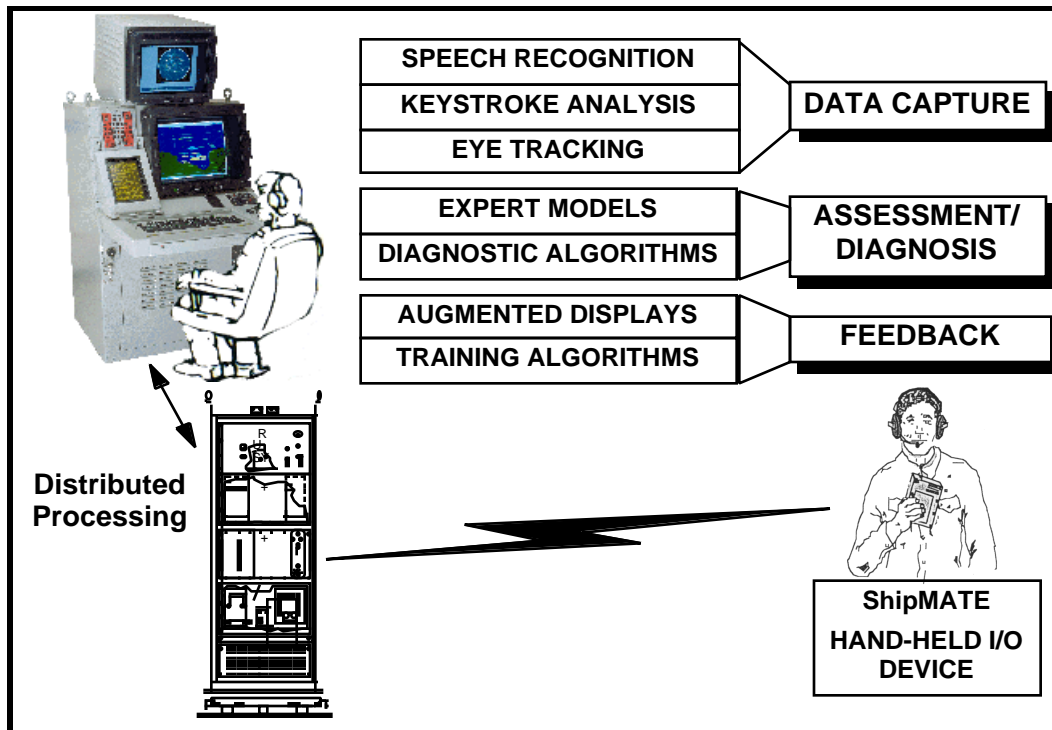 SPEECH RECOGNITION
KEYSTROKE ANALYSIS
EYE TRACKING
DATA CAPTURE
EXPERT MODELS
DIAGNOSTIC ALGORITHMS
ASSESSMENT/
DIAGNOSIS
AUGMENTED DISPLAYS
TRAINING ALGORITHMS
FEEDBACK
Distributed
Processing
ShipMATE
HAND-HELD I/O
DEVICE